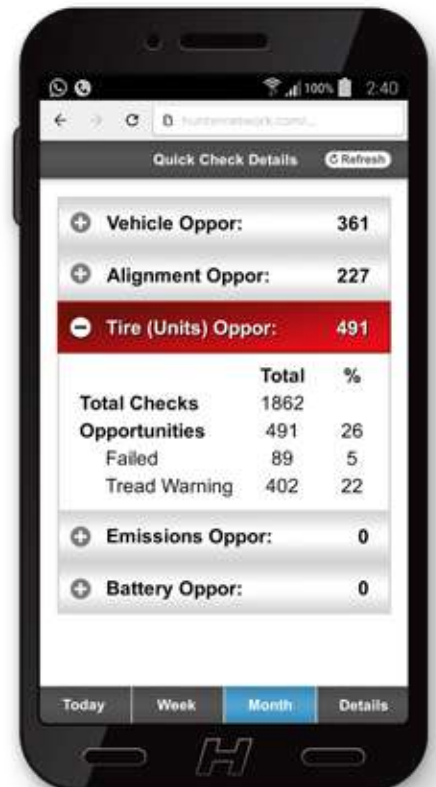 100% 2:40
Quick Check Details Refresh
Vehicle Oppor: 361
Alignment Oppor: 227
Tire (Units) Oppor: 491
Total %
Total Checks 1862
Opportunities 491 26
Failed 89 5
Tread Warning 402 22
Emissions Oppor: 0
Battery Oppor: 0
Today Week Month Details
H